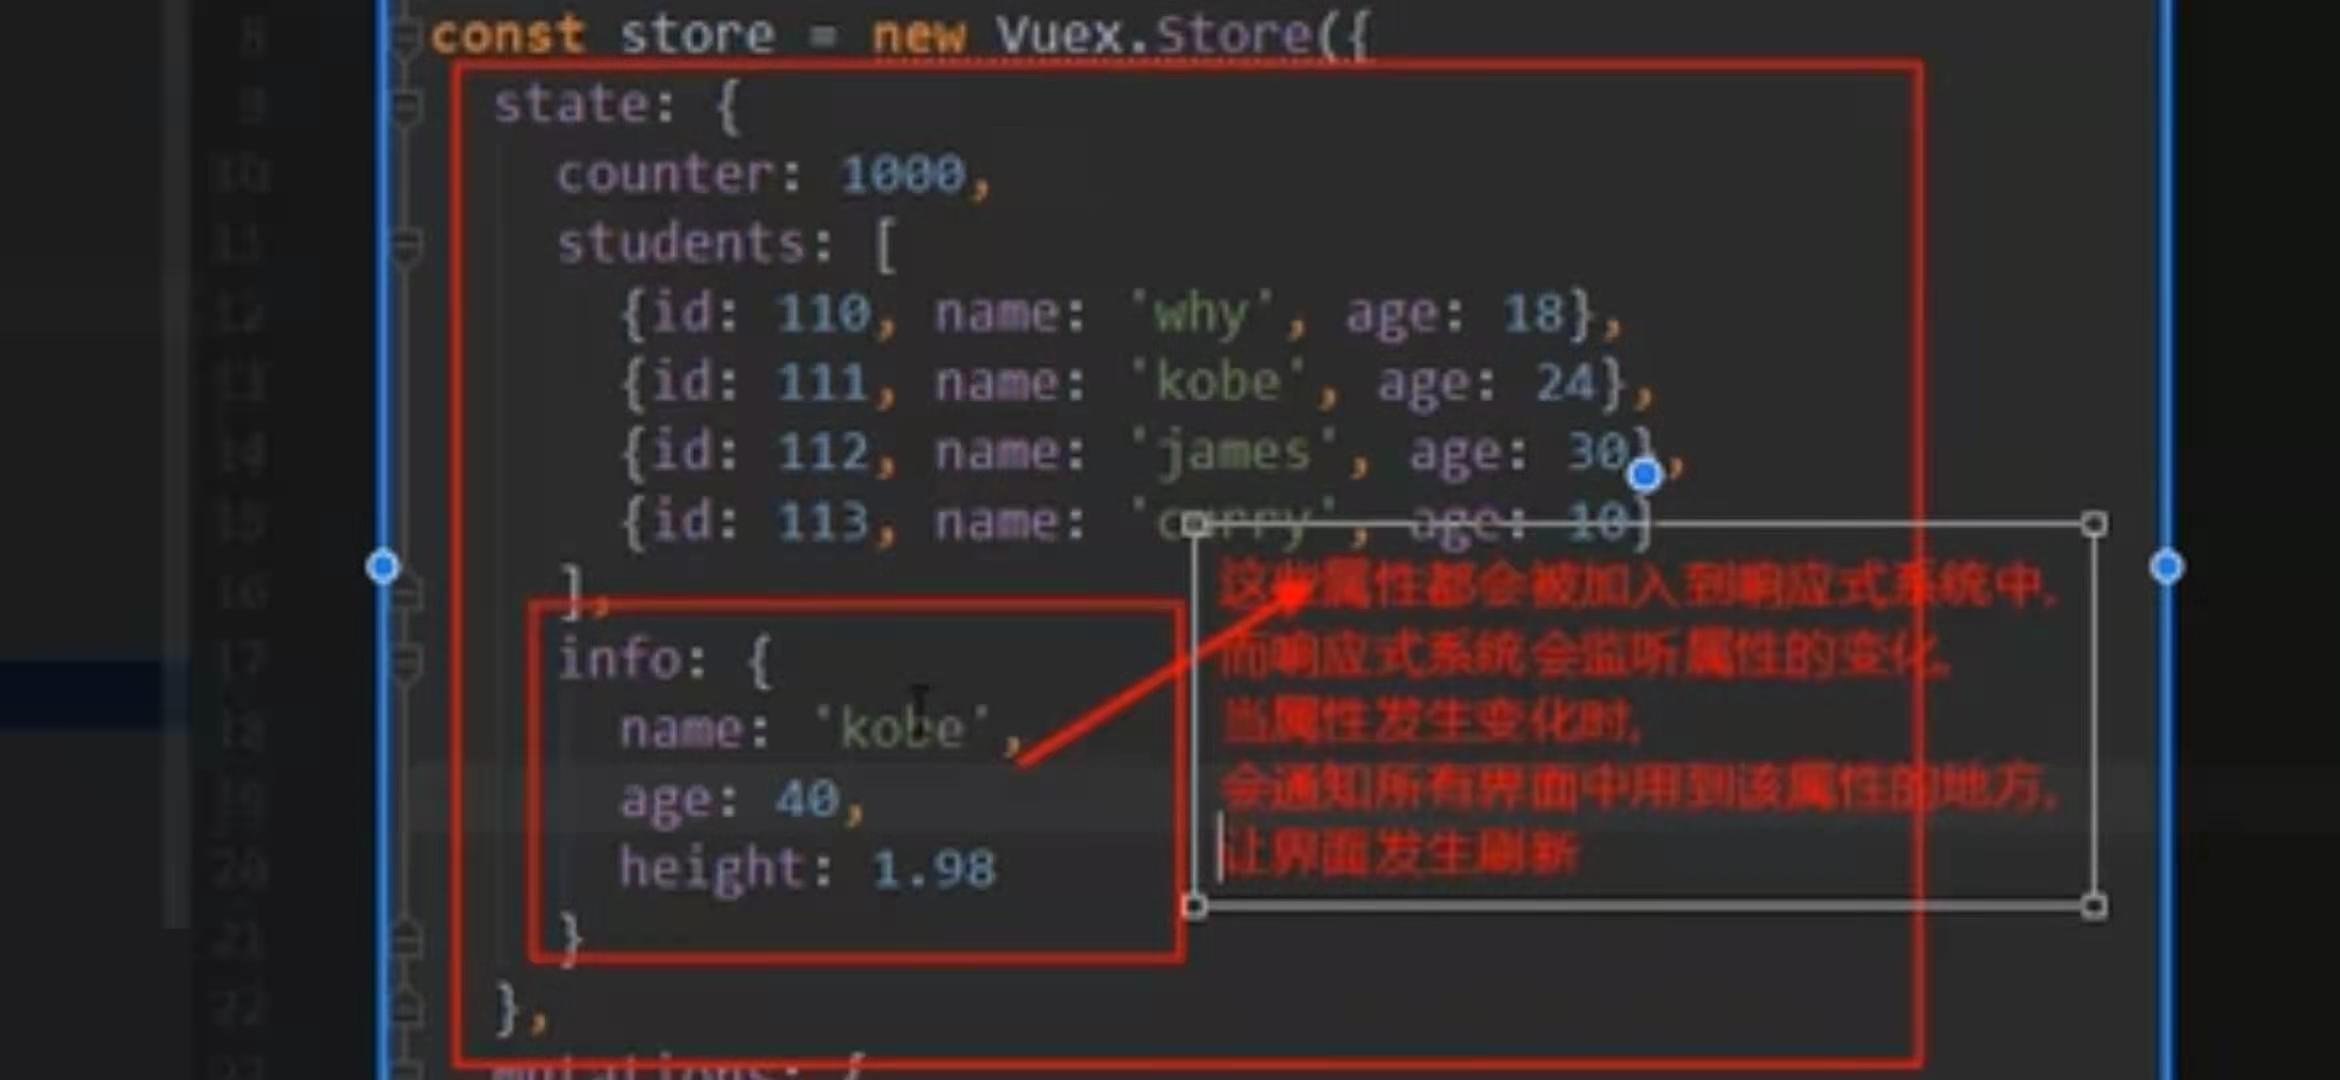 8 const store = new Vuex.Store({
9 state: {
10 counter: 1000,
11 students: [
12 {id: 110, name: 'why', age: 18},
13 {id: 111, name: 'kobe', age: 24},
14 {id: 112, name: 'james', age: 30},
15 {id: 113, name: 'curry', age: 10}
16 ],
17 info: {
18 name: 'kobe',
19 age: 40,
20 height: 1.98
21 }
22 },
23 mutations: {
这些属性都会被加入到响应式系统中,
而响应式系统会监听属性的变化,
当属性发生变化时,
会通知所有界面中用到该属性的地方,
让界面发生刷新